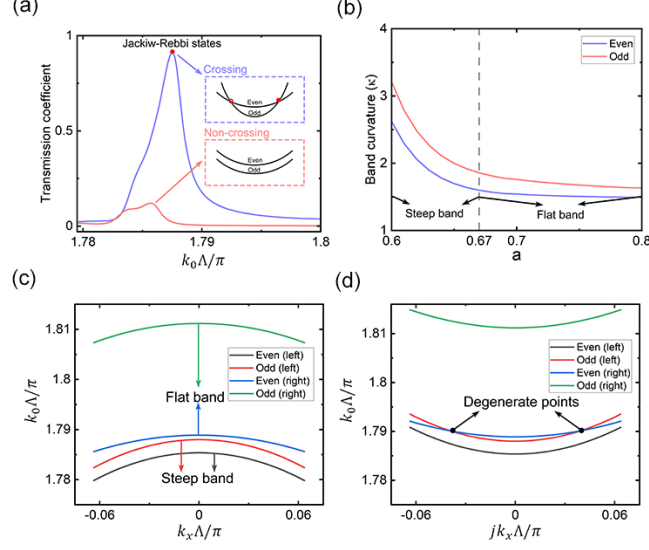 (a)
Jackiw-Rebbi states
Crossing
Even
Odd
Non-crossing
Even
Odd
1
0.5
0
Transmission coefficient
1.78
1.79
1.8
k₀Λ/π
(b)
Even
Odd
4
3
2
1
Band curvature (κ)
Steep band
Flat band
0.6
0.67
0.7
0.8
a
(c)
1.81
1.8
1.79
1.78
k₀Λ/π
Even (left)
Odd (left)
Even (right)
Odd (right)
Flat band
Steep band
-0.06
0
0.06
kₓΛ/π
(d)
1.81
1.8
1.79
1.78
k₀Λ/π
Even (left)
Odd (left)
Even (right)
Odd (right)
Degenerate points
-0.06
0
0.06
jkₓΛ/π